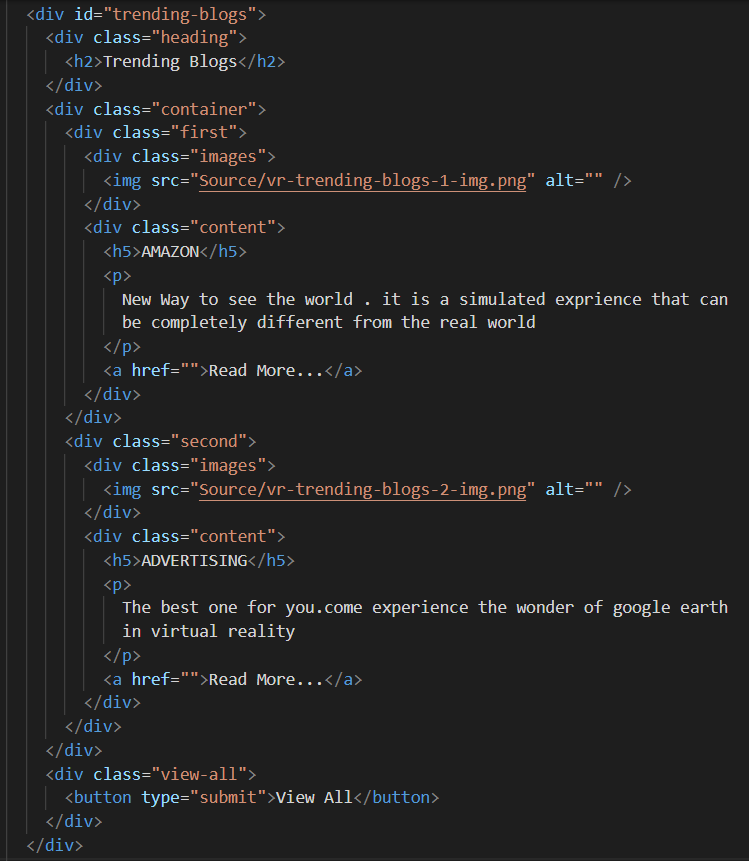 <div id="trending-blogs">
<div class="heading">
<h2>Trending Blogs</h2>
</div>
<div class="container">
<div class="first">
<div class="images">
<img src="Source/vr-trending-blogs-1-img.png" alt="" />
</div>
<div class="content">
<h5>AMAZON</h5>
<p>
New Way to see the world . it is a simulated exprience that can
be completely different from the real world
</p>
<a href="">Read More...</a>
</div>
</div>
<div class="second">
<div class="images">
<img src="Source/vr-trending-blogs-2-img.png" alt="" />
</div>
<div class="content">
<h5>ADVERTISING</h5>
<p>
The best one for you.come experience the wonder of google earth
in virtual reality
</p>
<a href="">Read More...</a>
</div>
</div>
</div>
<div class="view-all">
<button type="submit">View All</button>
</div>
</div>